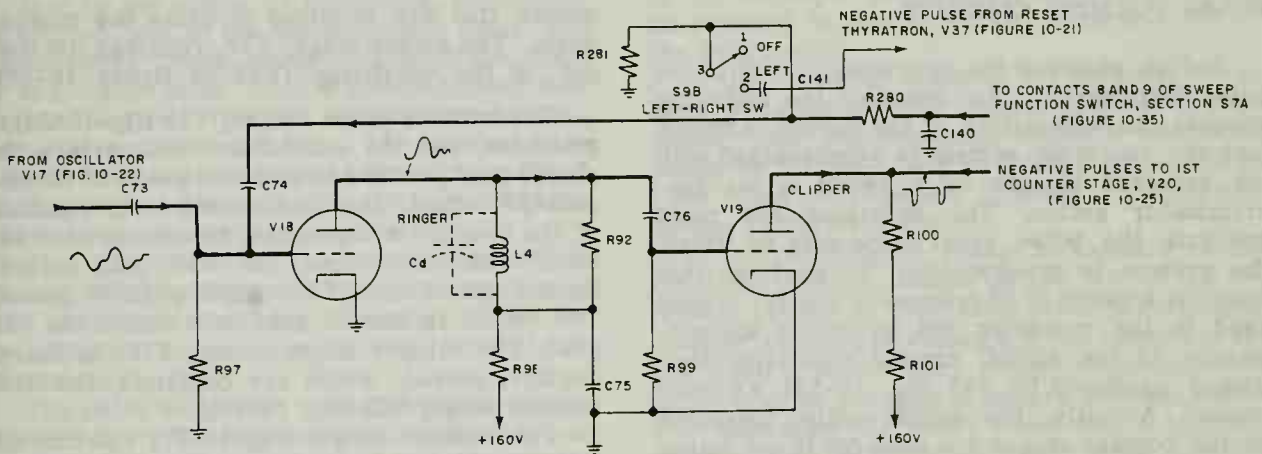 NEGATIVE PULSE FROM RESET
THYRATRON, V37 (FIGURE 10-21)
R281
1
OFF
3
2
LEFT
C141
S9B
LEFT-RIGHT SW
R280
C140
TO CONTACTS 8 AND 9 OF SWEEP
FUNCTION SWITCH, SECTION S7A
(FIGURE 10-35)
FROM OSCILLATOR
V17 (FIG. 10-22)
C73
C74
V18
RINGER
Cd
L4
R92
C76
V19
CLIPPER
NEGATIVE PULSES TO 1ST
COUNTER STAGE, V20,
(FIGURE 10-25)
R100
R97
R98
C75
R99
R101
+160V
+160V